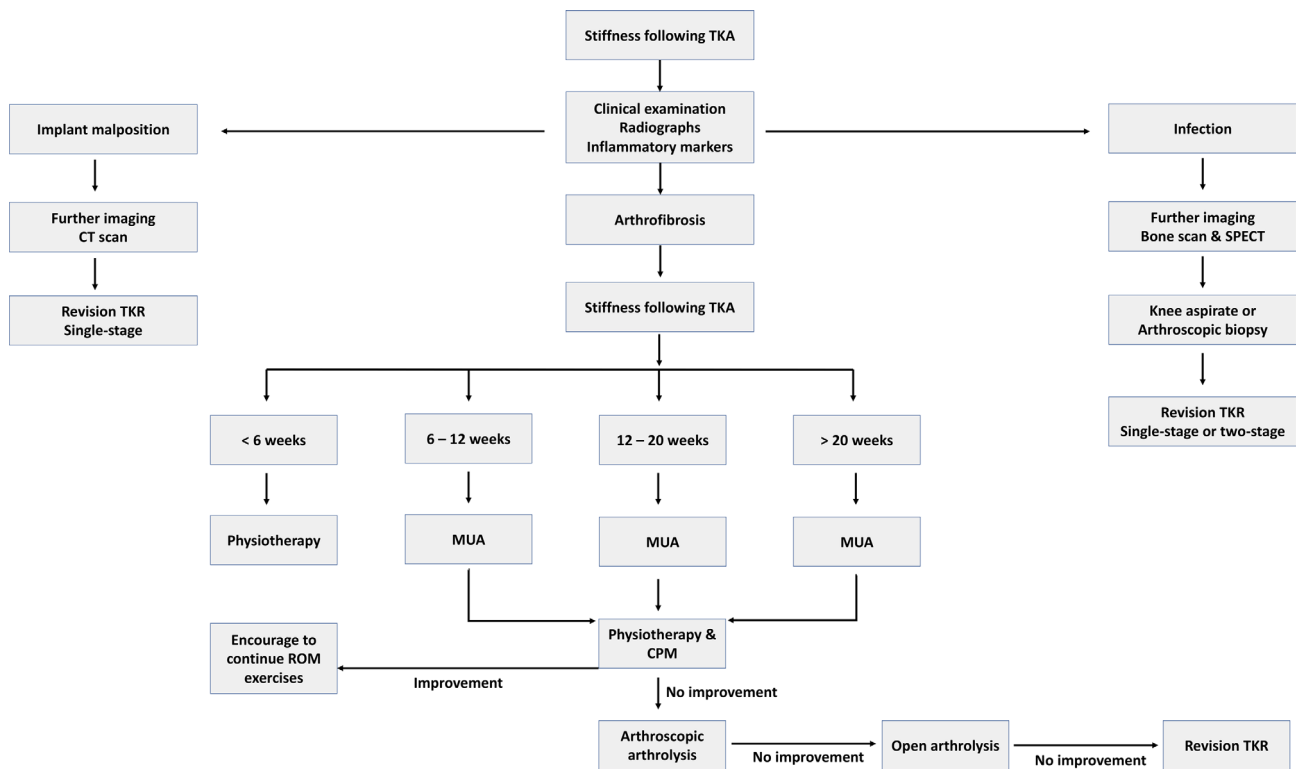 Stiffness following TKA
Clinical examination
Radiographs
Inflammatory markers
Implant malposition
Infection
Further imaging
CT scan
Arthrofibrosis
Further imaging
Bone scan & SPECT
Revision TKR
Single-stage
Stiffness following TKA
Knee aspirate or
Arthroscopic biopsy
Revision TKR
Single-stage or two-stage
< 6 weeks
6 – 12 weeks
12 – 20 weeks
> 20 weeks
Physiotherapy
MUA
MUA
MUA
Physiotherapy &
CPM
Encourage to
continue ROM
exercises
Improvement
No improvement
Arthroscopic
arthrolysis
No improvement
Open arthrolysis
No improvement
Revision TKR